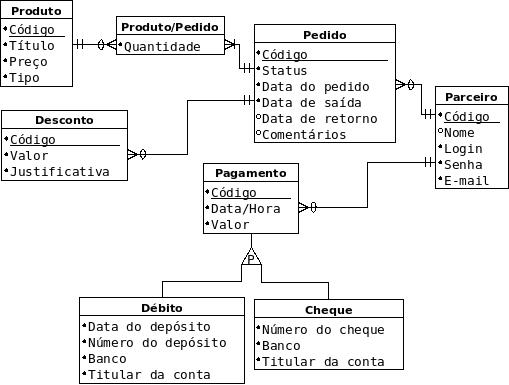 Produto
Código
Título
Preço
Tipo
Produto/Pedido
Quantidade
Pedido
Código
Status
Data do pedido
Data de saída
Data de retorno
Comentários
Parceiro
Código
Nome
Login
Senha
E-mail
Desconto
Código
Valor
Justificativa
Pagamento
Código
Data/Hora
Valor
P
Débito
Data do depósito
Número do depósito
Banco
Titular da conta
Cheque
Número do cheque
Banco
Titular da conta